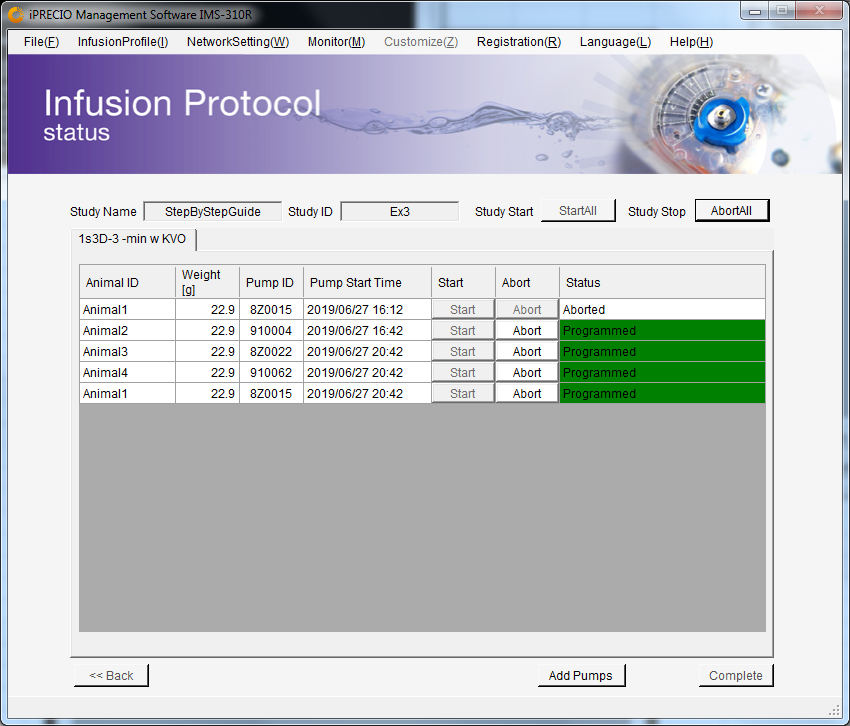 iPRECIO Management Software IMS-310R
File(F) InfusionProfile(I) NetworkSetting(W) Monitor(M) Customize(Z) Registration(R) Language(L) Help(H)
Infusion Protocol
status
Study Name StepByStepGuide Study ID Ex3 Study Start StartAll Study Stop AbortAll
1s3D-3 -min w KVO
Animal ID Weight [g] Pump ID Pump Start Time Start Abort Status
Animal1 22.9 8Z0015 2019/06/27 16:12 Start Abort Aborted
Animal2 22.9 910004 2019/06/27 16:42 Start Abort Programmed
Animal3 22.9 8Z0022 2019/06/27 20:42 Start Abort Programmed
Animal4 22.9 910062 2019/06/27 20:42 Start Abort Programmed
Animal1 22.9 8Z0015 2019/06/27 20:42 Start Abort Programmed
<< Back Add Pumps Complete